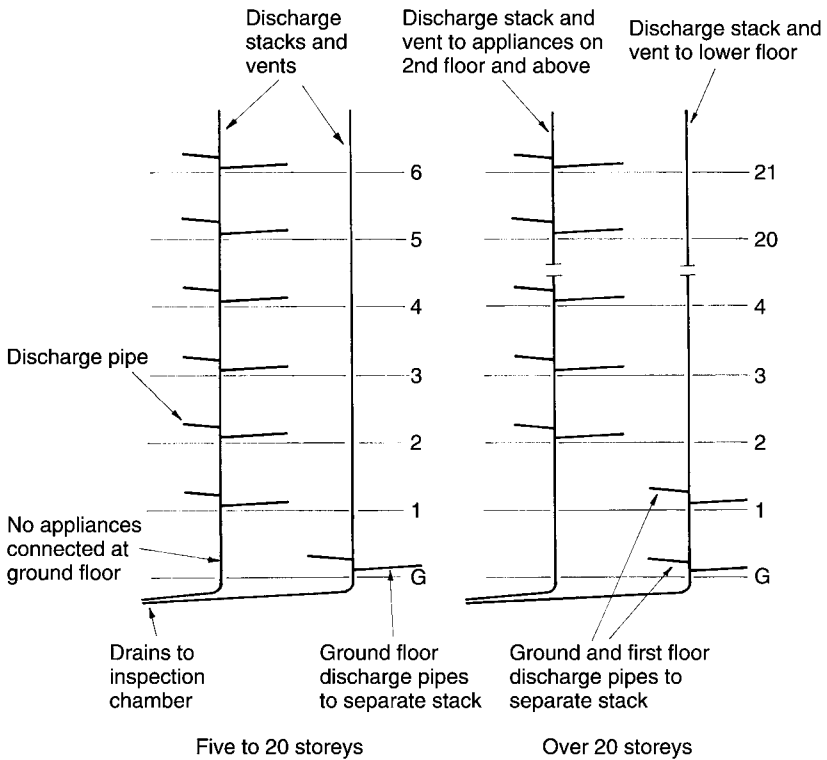 Discharge
stacks and
vents
Discharge stack and
vent to appliances on
2nd floor and above
Discharge stack and
vent to lower floor
6
5
4
3
2
1
G
21
20
4
3
2
1
G
Discharge pipe
No appliances
connected at
ground floor
Drains to
inspection
chamber
Ground floor
discharge pipes
to separate stack
Ground and first floor
discharge pipes to
separate stack
Five to 20 storeys
Over 20 storeys